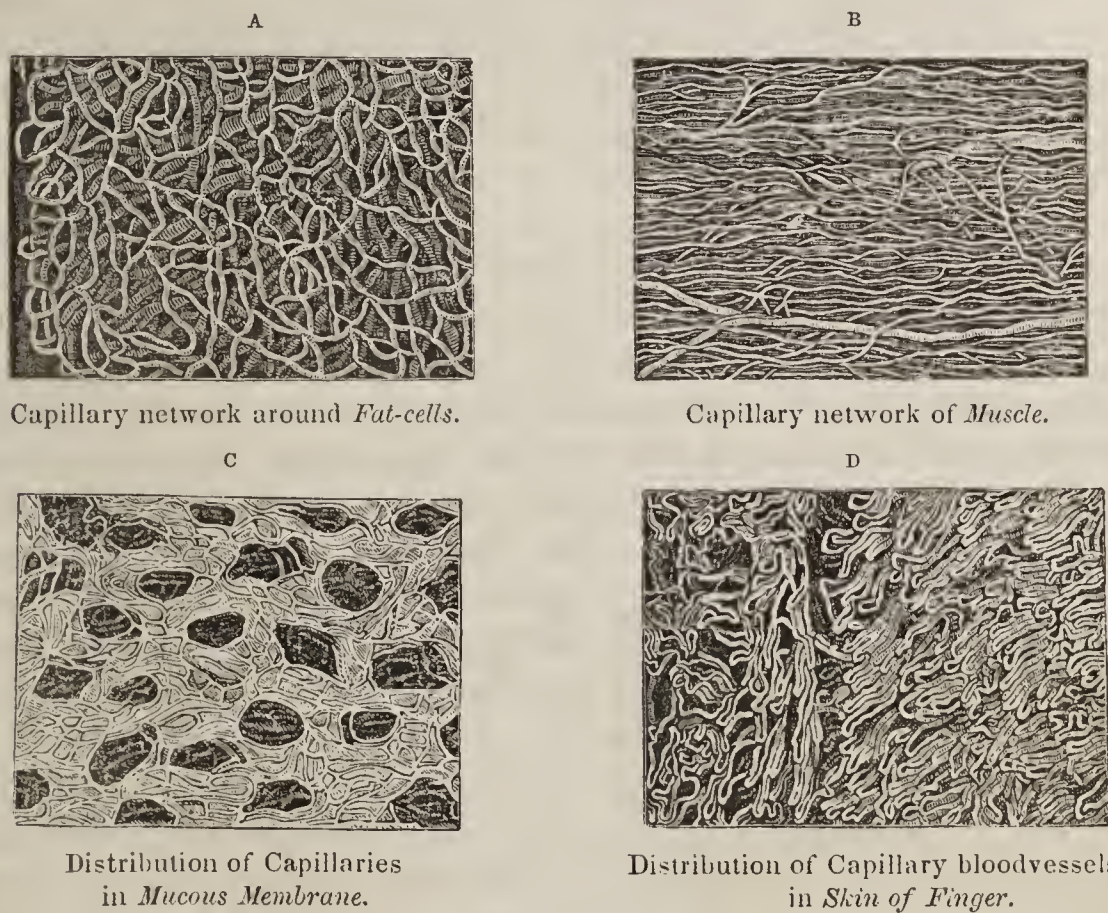 A
B
Capillary network around Fat-cells.
Capillary network of Muscle.
C
D
Distribution of Capillaries
in Mucous Membrane.
Distribution of Capillary bloodvessels
in Skin of Finger.